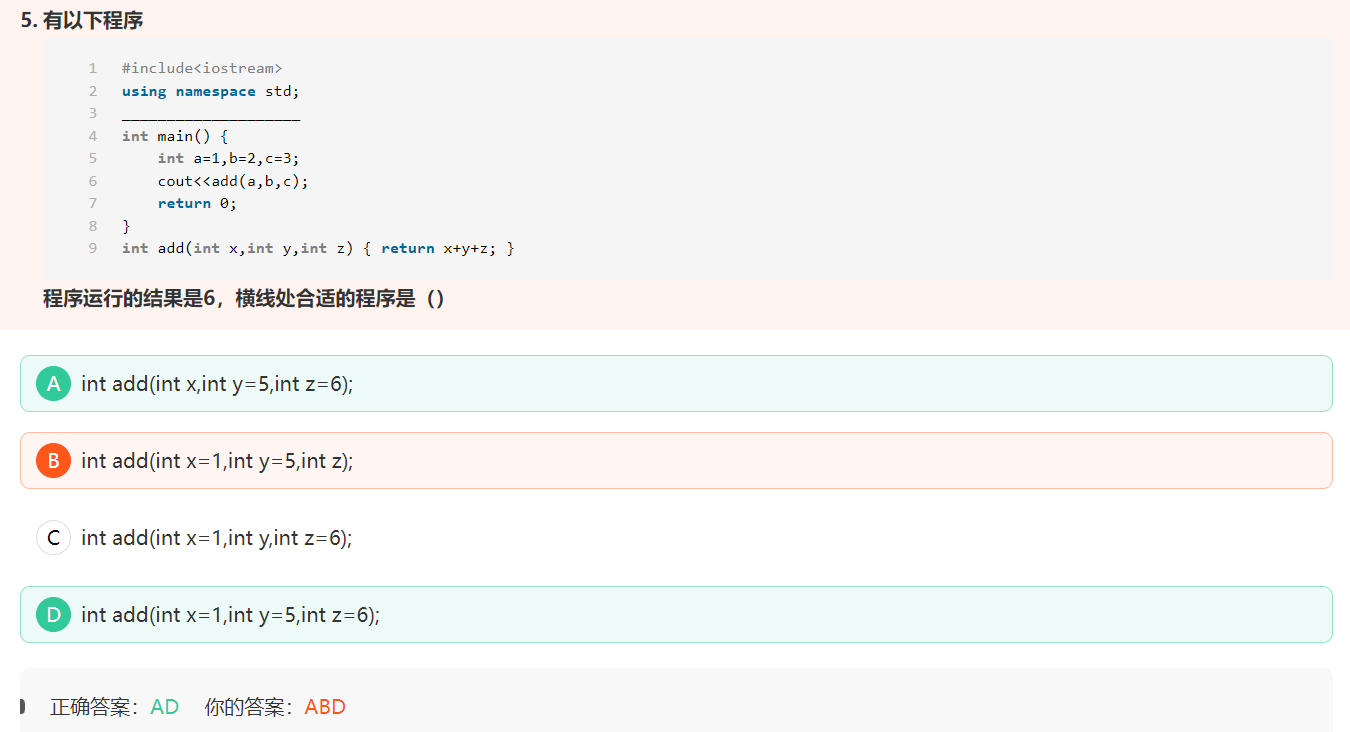 5. 有以下程序
1 #include<iostream>
2 using namespace std;
3 ____________________
4 int main() {
5 int a=1,b=2,c=3;
6 cout<<add(a,b,c);
7 return 0;
8 }
9 int add(int x,int y,int z) { return x+y+z; }
程序运行的结果是6，横线处合适的程序是（）
A int add(int x,int y=5,int z=6);
B int add(int x=1,int y=5,int z);
C int add(int x=1,int y,int z=6);
D int add(int x=1,int y=5,int z=6);
正确答案：AD 你的答案：ABD